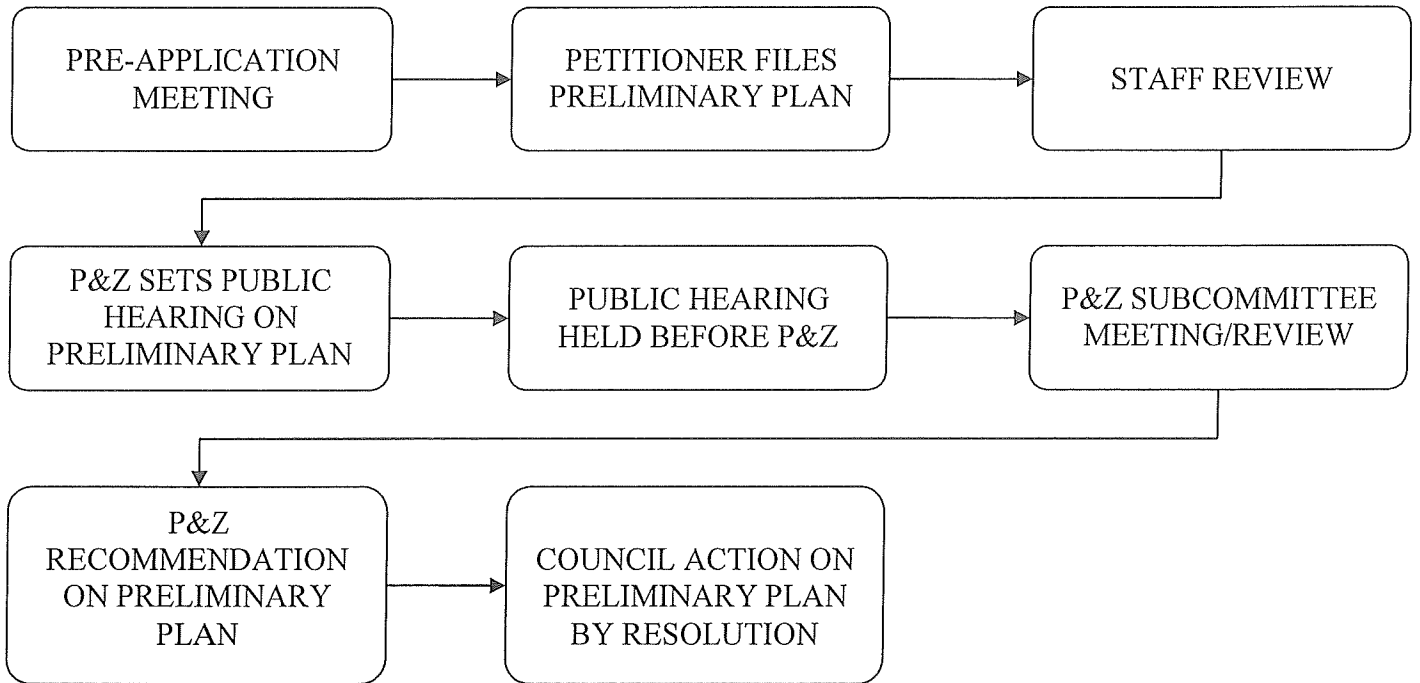 PRE-APPLICATION
MEETING
PETITIONER FILES
PRELIMINARY PLAN
STAFF REVIEW
P&Z SETS PUBLIC
HEARING ON
PRELIMINARY PLAN
PUBLIC HEARING
HELD BEFORE P&Z
P&Z SUBCOMMITTEE
MEETING/REVIEW
P&Z
RECOMMENDATION
ON PRELIMINARY
PLAN
COUNCIL ACTION ON
PRELIMINARY PLAN
BY RESOLUTION